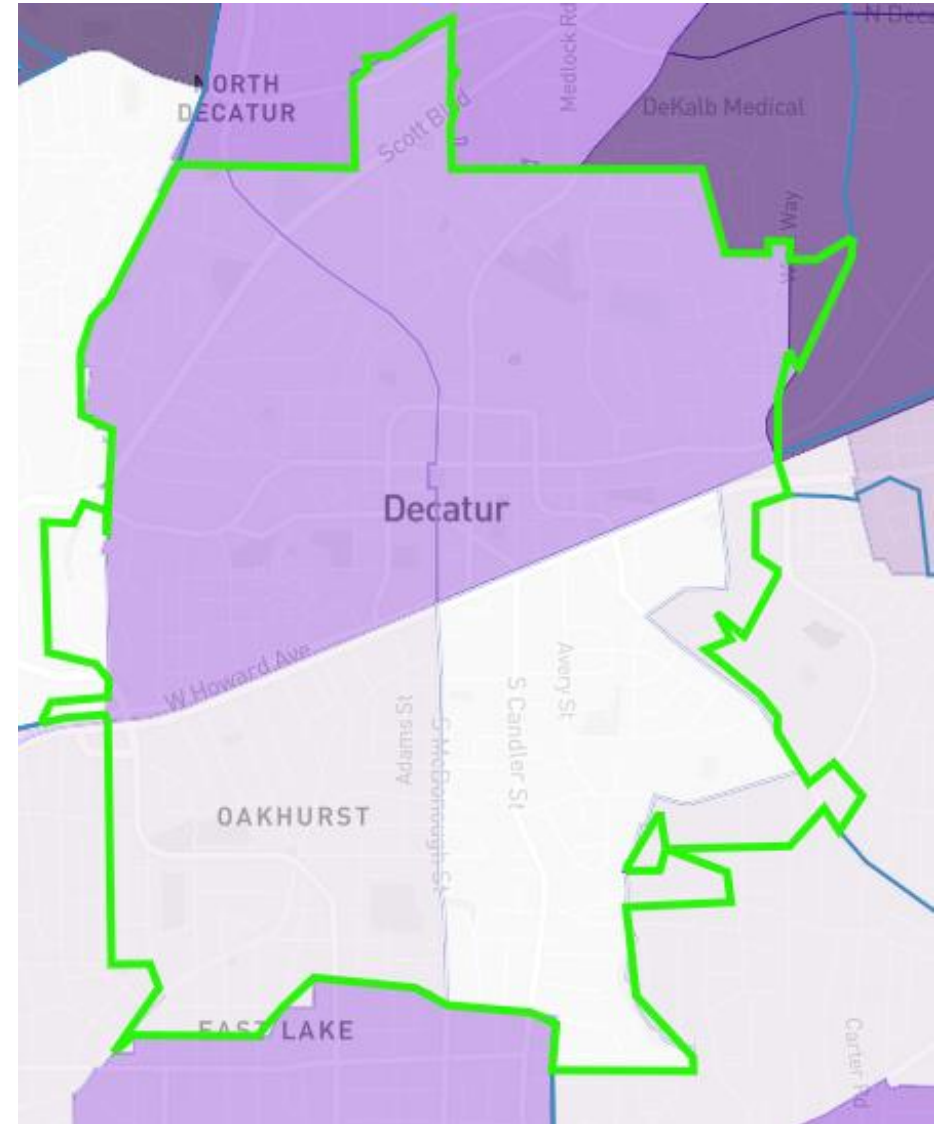 N Deca
Medlock Rd
NORTH
DECATUR
DeKalb Medical
Scott Blvd
Way
Decatur
W Howard Ave
Avery St
S Candler St
Adams St
S McDonough St
OAKHURST
EAST LAKE
Carter Rd